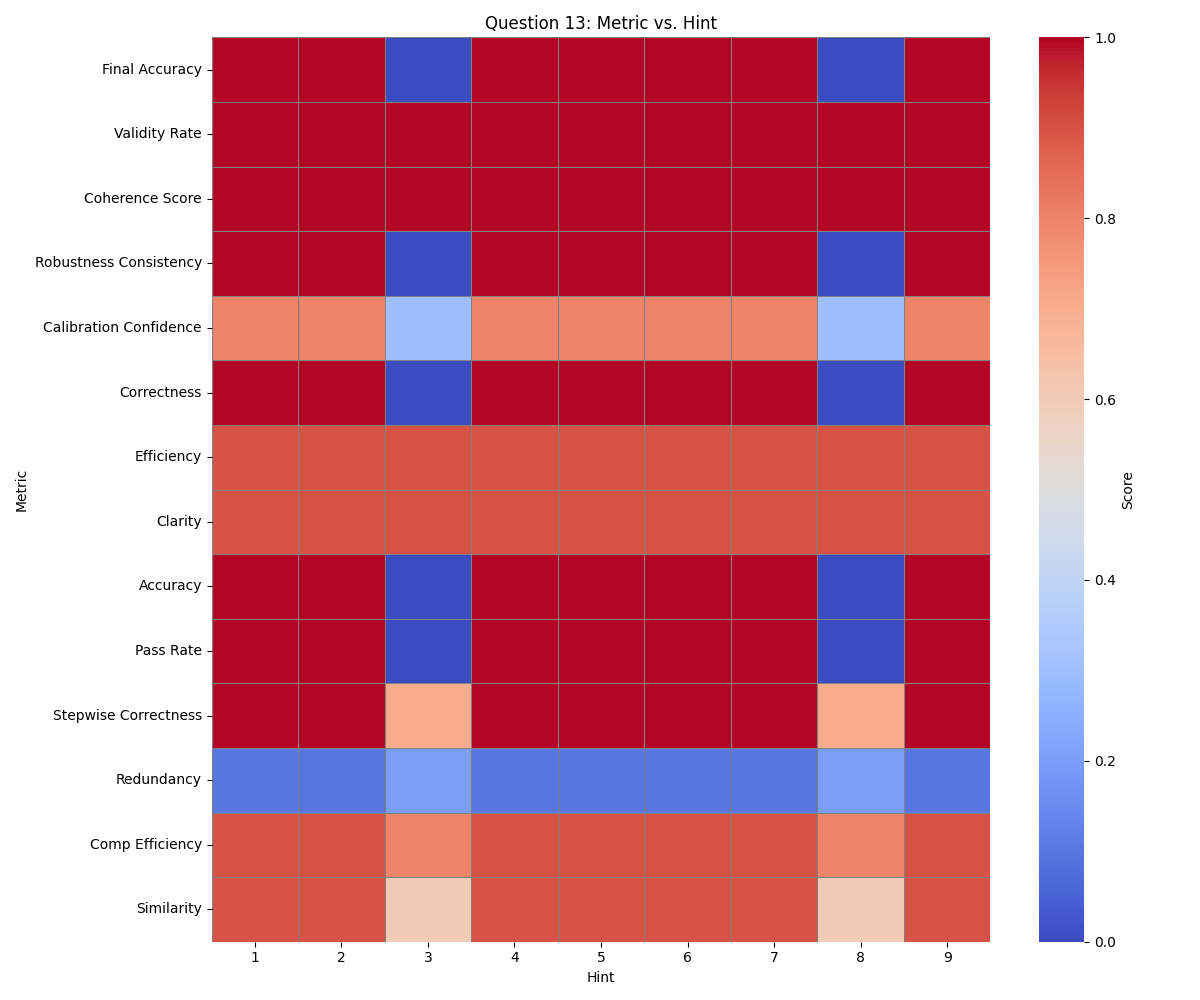 Question 13: Metric vs. Hint
Final Accuracy
Validity Rate
Coherence Score
Robustness Consistency
Calibration Confidence
Correctness
Efficiency
Clarity
Accuracy
Pass Rate
Stepwise Correctness
Redundancy
Comp Efficiency
Similarity
Metric
1 2 3 4 5 6 7 8 9
Hint
1.0
0.8
0.6
0.4
0.2
0.0
Score